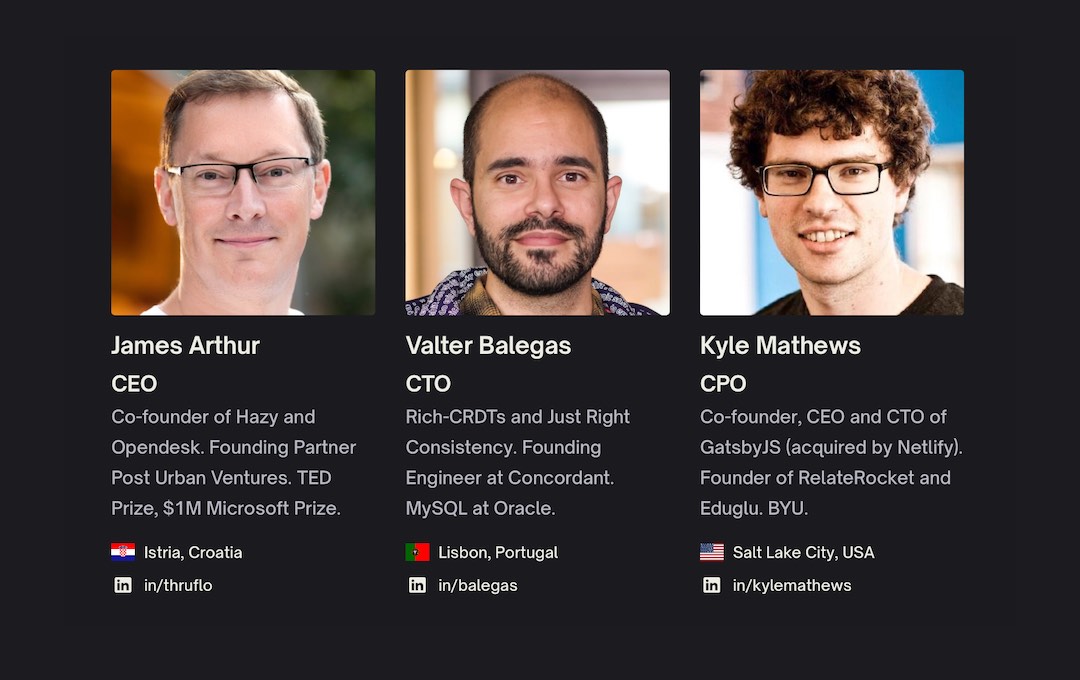 James Arthur
CEO
Co-founder of Hazy and
Opendesk. Founding Partner
Post Urban Ventures. TED
Prize, $1M Microsoft Prize.
Istria, Croatia
in/thruflo
Valter Balegas
CTO
Rich-CRDTs and Just Right
Consistency. Founding
Engineer at Concordant.
MySQL at Oracle.
Lisbon, Portugal
in/balegas
Kyle Mathews
CPO
Co-founder, CEO and CTO of
GatsbyJS (acquired by Netlify).
Founder of RelateRocket and
Eduglu. BYU.
Salt Lake City, USA
in/kylemathews